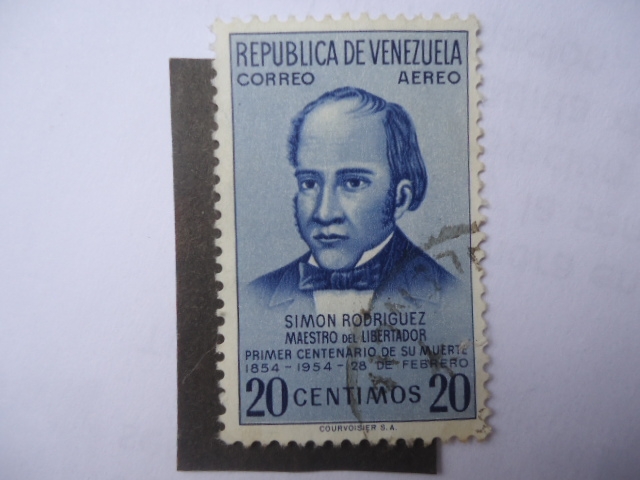 REPUBLICA DE VENEZUELA
CORREO AEREO
SIMON RODRIGUEZ
MAESTRO DEL LIBERTADOR
PRIMER CENTENARIO DE SU MUERTE
1854 - 1954 - 28 DE FEBRERO
20 CENTIMOS 20
COURVOISIER S.A.